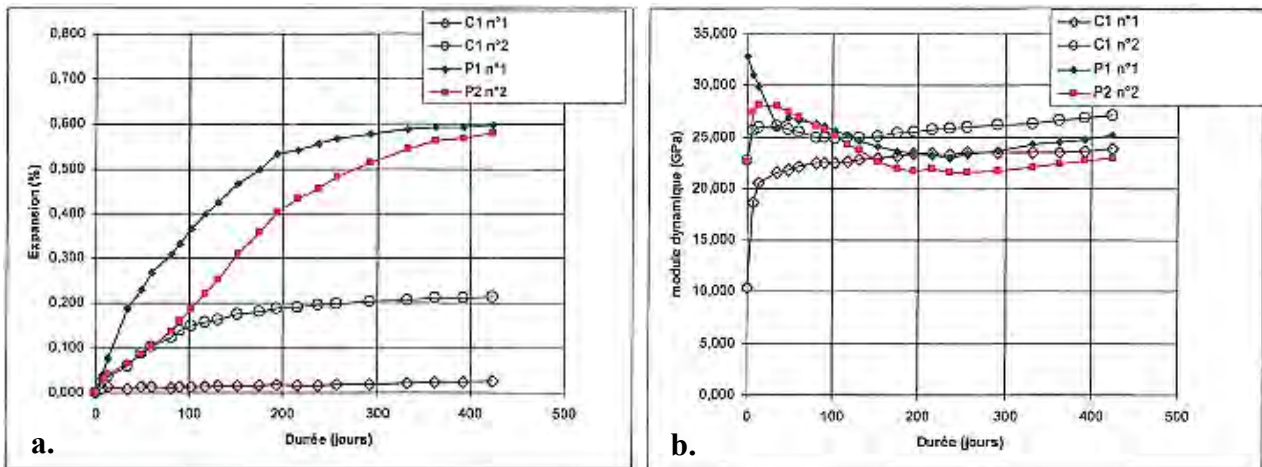 0,800
0,700
0,600
0,500
0,400
0,300
0,200
0,100
0,000
Expansion (%)
0
100
200
300
400
500
Durée (jours)
C1 n°1
C1 n°2
P1 n°1
P2 n°2
a.
35,000
30,000
25,000
20,000
15,000
10,000
5,000
0,000
module dynamique (GPa)
0
100
200
300
400
500
Durée (jours)
C1 n°1
C1 n°2
P1 n°1
P2 n°2
b.